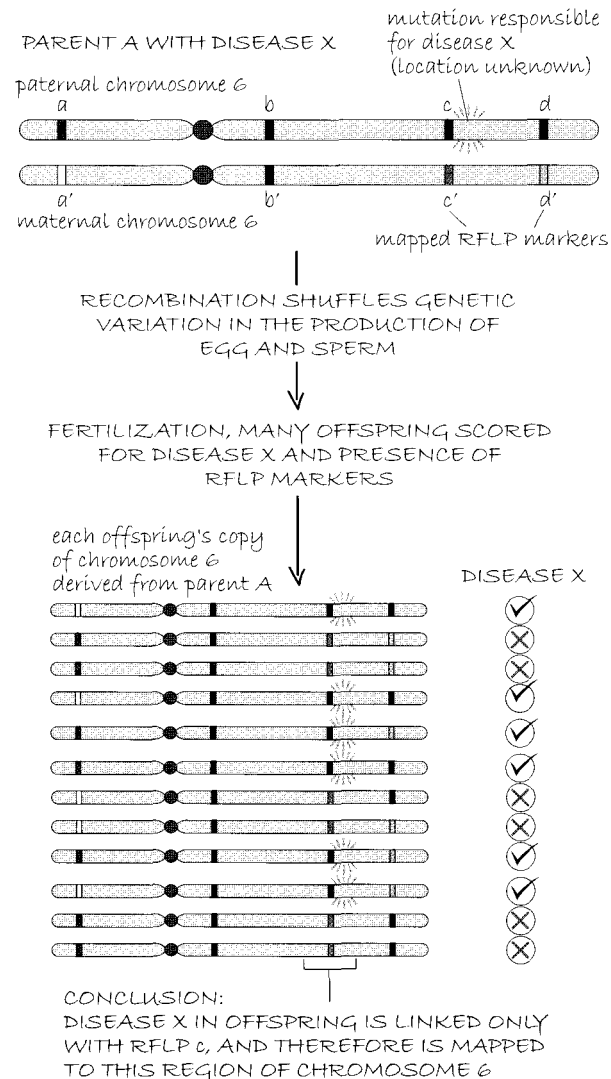 PARENT A WITH DISEASE X
mutation responsible
for disease X
(location unknown)
paternal chromosome 6
a b c d
a' b' c' d'
maternal chromosome 6
mapped RFLP markers
RECOMBINATION SHUFFLES GENETIC
VARIATION IN THE PRODUCTION OF
EGG AND SPERM
FERTILIZATION, MANY OFFSPRING SCORED
FOR DISEASE X AND PRESENCE OF
RFLP MARKERS
each offspring's copy
of chromosome 6
derived from parent A
DISEASE X
CONCLUSION:
DISEASE X IN OFFSPRING IS LINKED ONLY
WITH RFLP c, AND THEREFORE IS MAPPED
TO THIS REGION OF CHROMOSOME 6